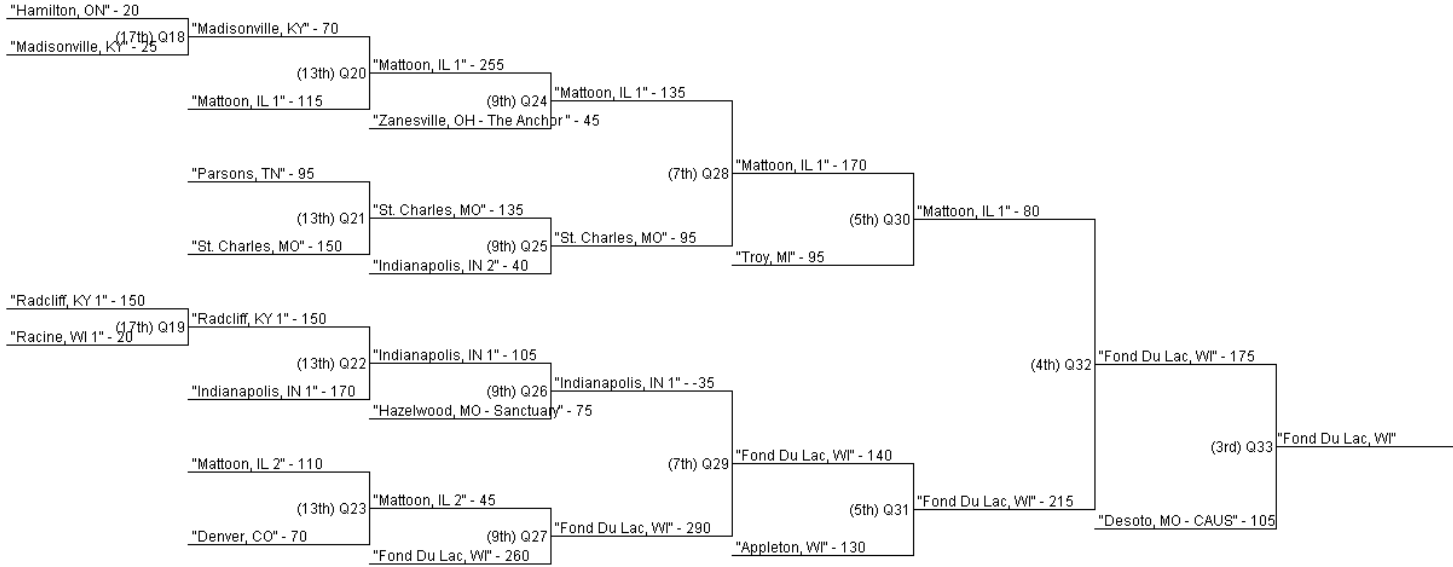 "Hamilton, ON" - 20
(17th) Q18
"Madisonville, KY" - 25
"Madisonville, KY" - 70
(13th) Q20
"Mattoon, IL 1" - 115
"Mattoon, IL 1" - 255
(9th) Q24
"Zanesville, OH - The Anchor " - 45
"Mattoon, IL 1" - 135
"Parsons, TN" - 95
(13th) Q21
"St. Charles, MO" - 150
"St. Charles, MO" - 135
(9th) Q25
"Indianapolis, IN 2" - 40
"St. Charles, MO" - 95
(7th) Q28
"Mattoon, IL 1" - 170
(5th) Q30
"Troy, MI" - 95
"Mattoon, IL 1" - 80
"Radcliff, KY 1" - 150
(17th) Q19
"Racine, WI 1" - 20
"Radcliff, KY 1" - 150
(13th) Q22
"Indianapolis, IN 1" - 170
"Indianapolis, IN 1" - 105
(9th) Q26
"Hazelwood, MO - Sanctuary" - 75
"Indianapolis, IN 1" - -35
"Mattoon, IL 2" - 110
(13th) Q23
"Denver, CO" - 70
"Mattoon, IL 2" - 45
(9th) Q27
"Fond Du Lac, WI" - 260
"Fond Du Lac, WI" - 290
(7th) Q29
"Fond Du Lac, WI" - 140
(5th) Q31
"Appleton, WI" - 130
"Fond Du Lac, WI" - 215
(4th) Q32
"Fond Du Lac, WI" - 175
(3rd) Q33
"Desoto, MO - CAUS" - 105
"Fond Du Lac, WI"